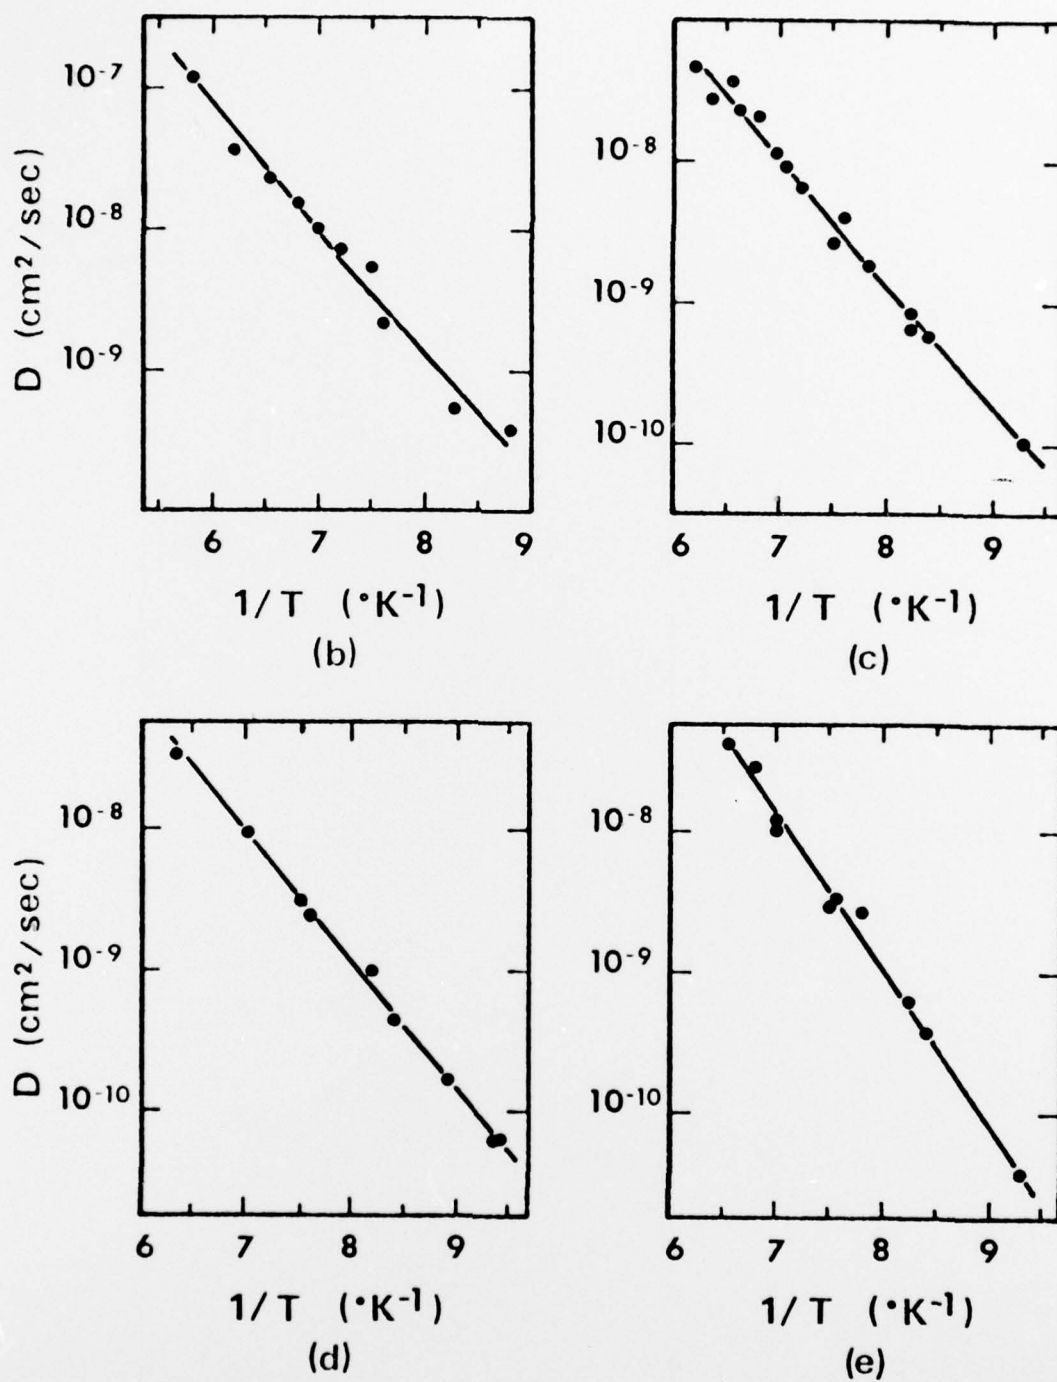 D (cm²/sec)
10⁻⁷
10⁻⁸
10⁻⁹
6 7 8 9
1/T (°K⁻¹)
(b)
10⁻⁸
10⁻⁹
10⁻¹⁰
6 7 8 9
1/T (°K⁻¹)
(c)
D (cm²/sec)
10⁻⁸
10⁻⁹
10⁻¹⁰
6 7 8 9
1/T (°K⁻¹)
(d)
10⁻⁸
10⁻⁹
10⁻¹⁰
6 7 8 9
1/T (°K⁻¹)
(e)